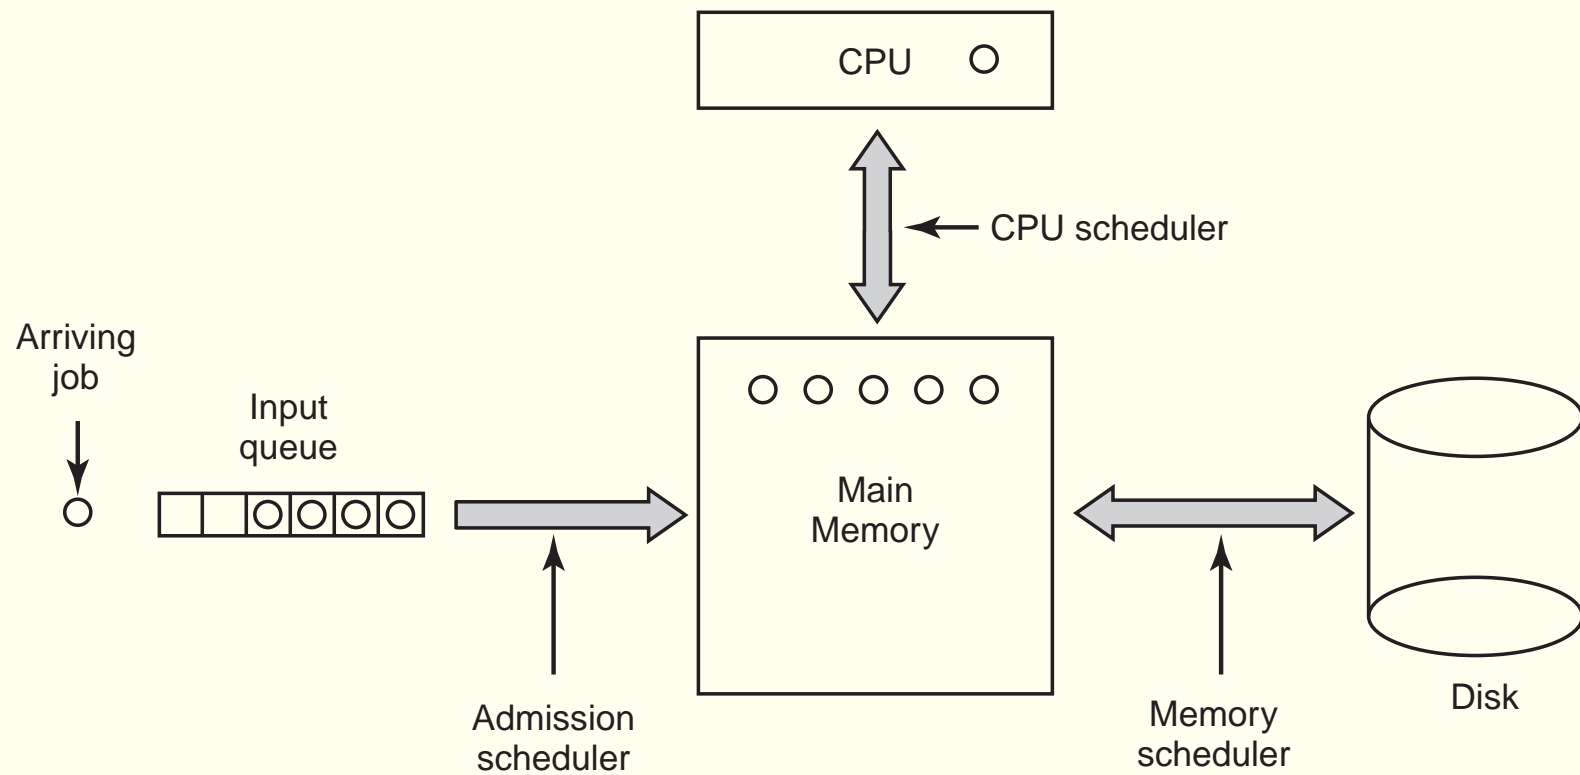 CPU
CPU scheduler
Arriving
job
Input
queue
Main
Memory
Admission
scheduler
Memory
scheduler
Disk